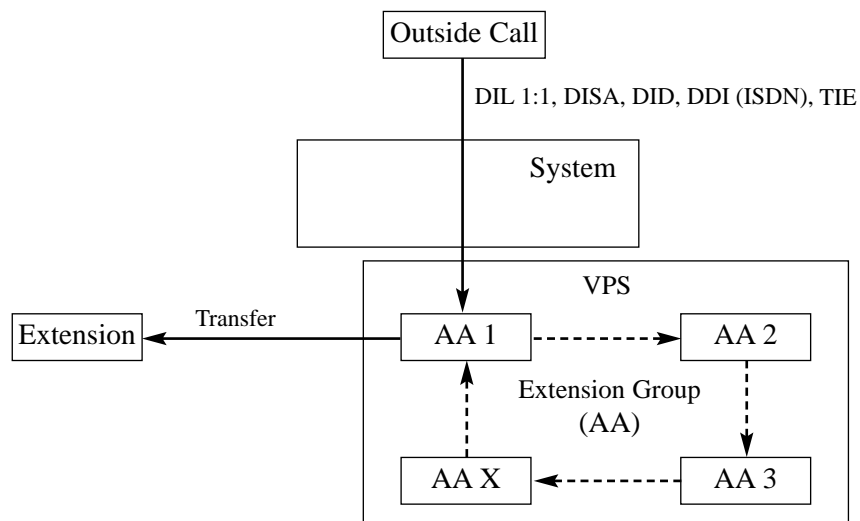 Outside Call
DIL 1:1, DISA, DID, DDI (ISDN), TIE
System
VPS
Extension
Transfer
AA 1
AA 2
Extension Group
(AA)
AA X
AA 3